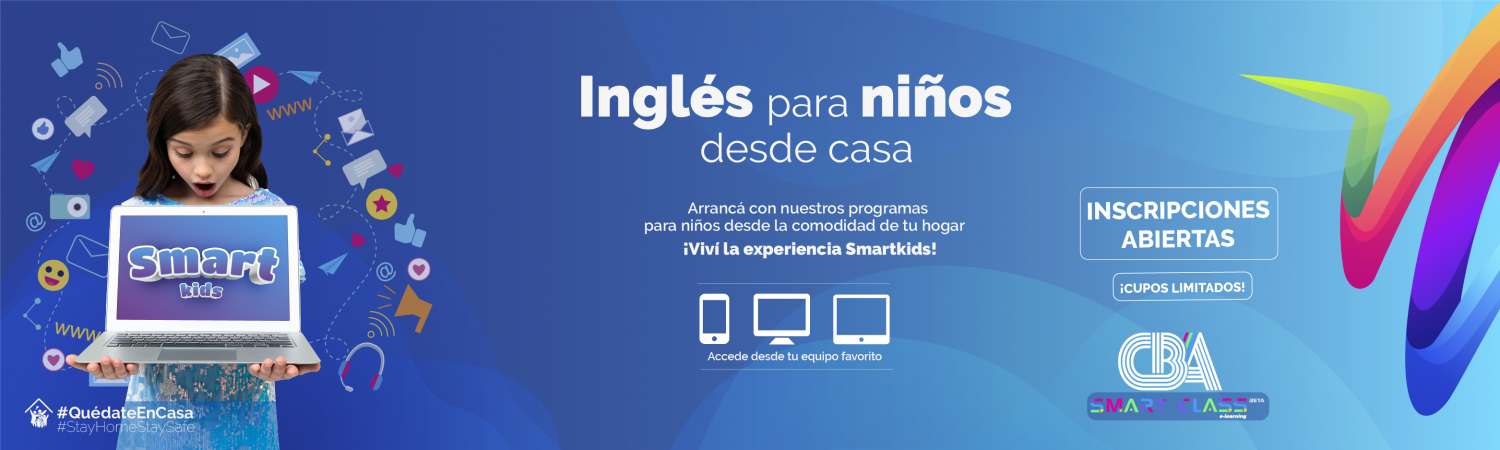 www
Smart
kids
www
#QuédateEnCasa
#StayHomeStaySafe
Inglés para niños
desde casa
Arrancá con nuestros programas
para niños desde la comodidad de tu hogar
¡Viví la experiencia Smartkids!
Accede desde tu equipo favorito
INSCRIPCIONES
ABIERTAS
¡CUPOS LIMITADOS!
CBA
SMART CLASS BETA
e-learning